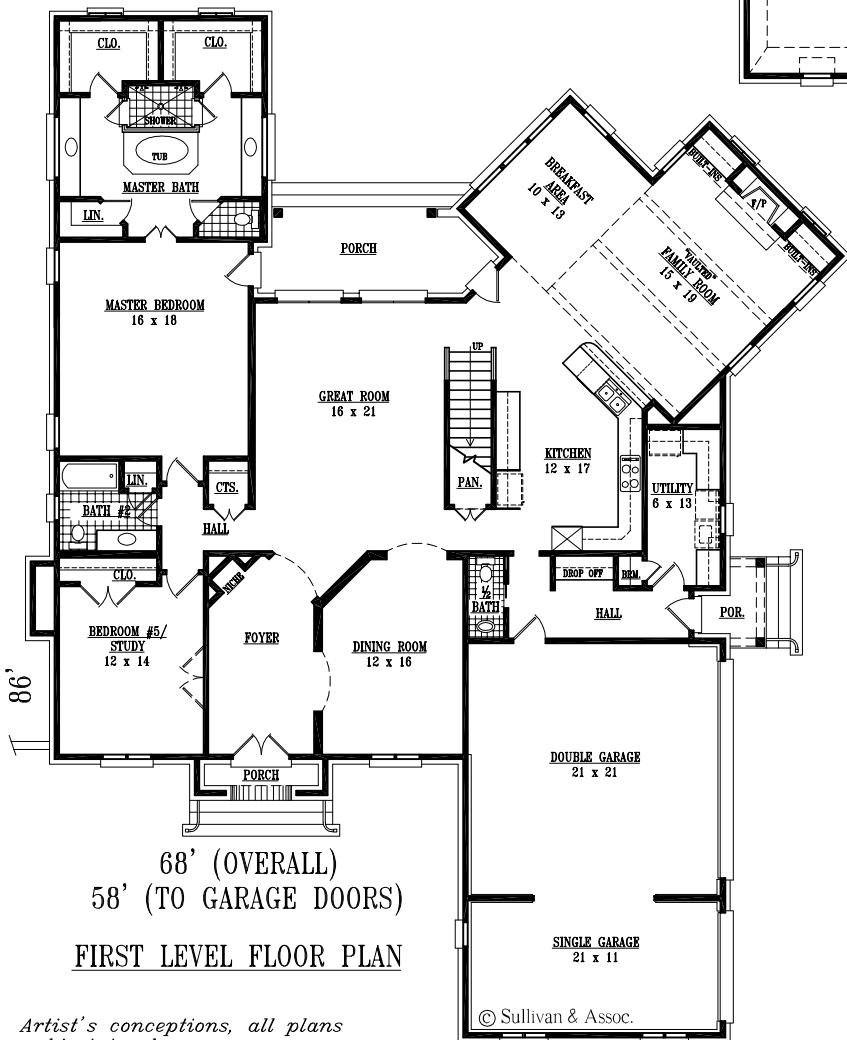 CLO.
CLO.
SHOWER
TUB
MASTER BATH
LIN.
PORCH
BREAKFAST
AREA
10 x 13
BUILT-INS
F/P
BUILT-INS
"VAULTED"
FAMILY ROOM
15 x 19
MASTER BEDROOM
16 x 18
UP
GREAT ROOM
16 x 21
KITCHEN
12 x 17
PAN.
LIN.
CTS.
UTILITY
6 x 13
BATH #2
HALL
CLO.
NICHE
DROP OFF
BRM.
1/2
BATH
HALL
POR.
BEDROOM #5/
STUDY
12 x 14
FOYER
DINING ROOM
12 x 16
86'
DOUBLE GARAGE
21 x 21
PORCH
68' (OVERALL)
58' (TO GARAGE DOORS)
FIRST LEVEL FLOOR PLAN
SINGLE GARAGE
21 x 11
© Sullivan & Assoc.
Artist's conceptions, all plans